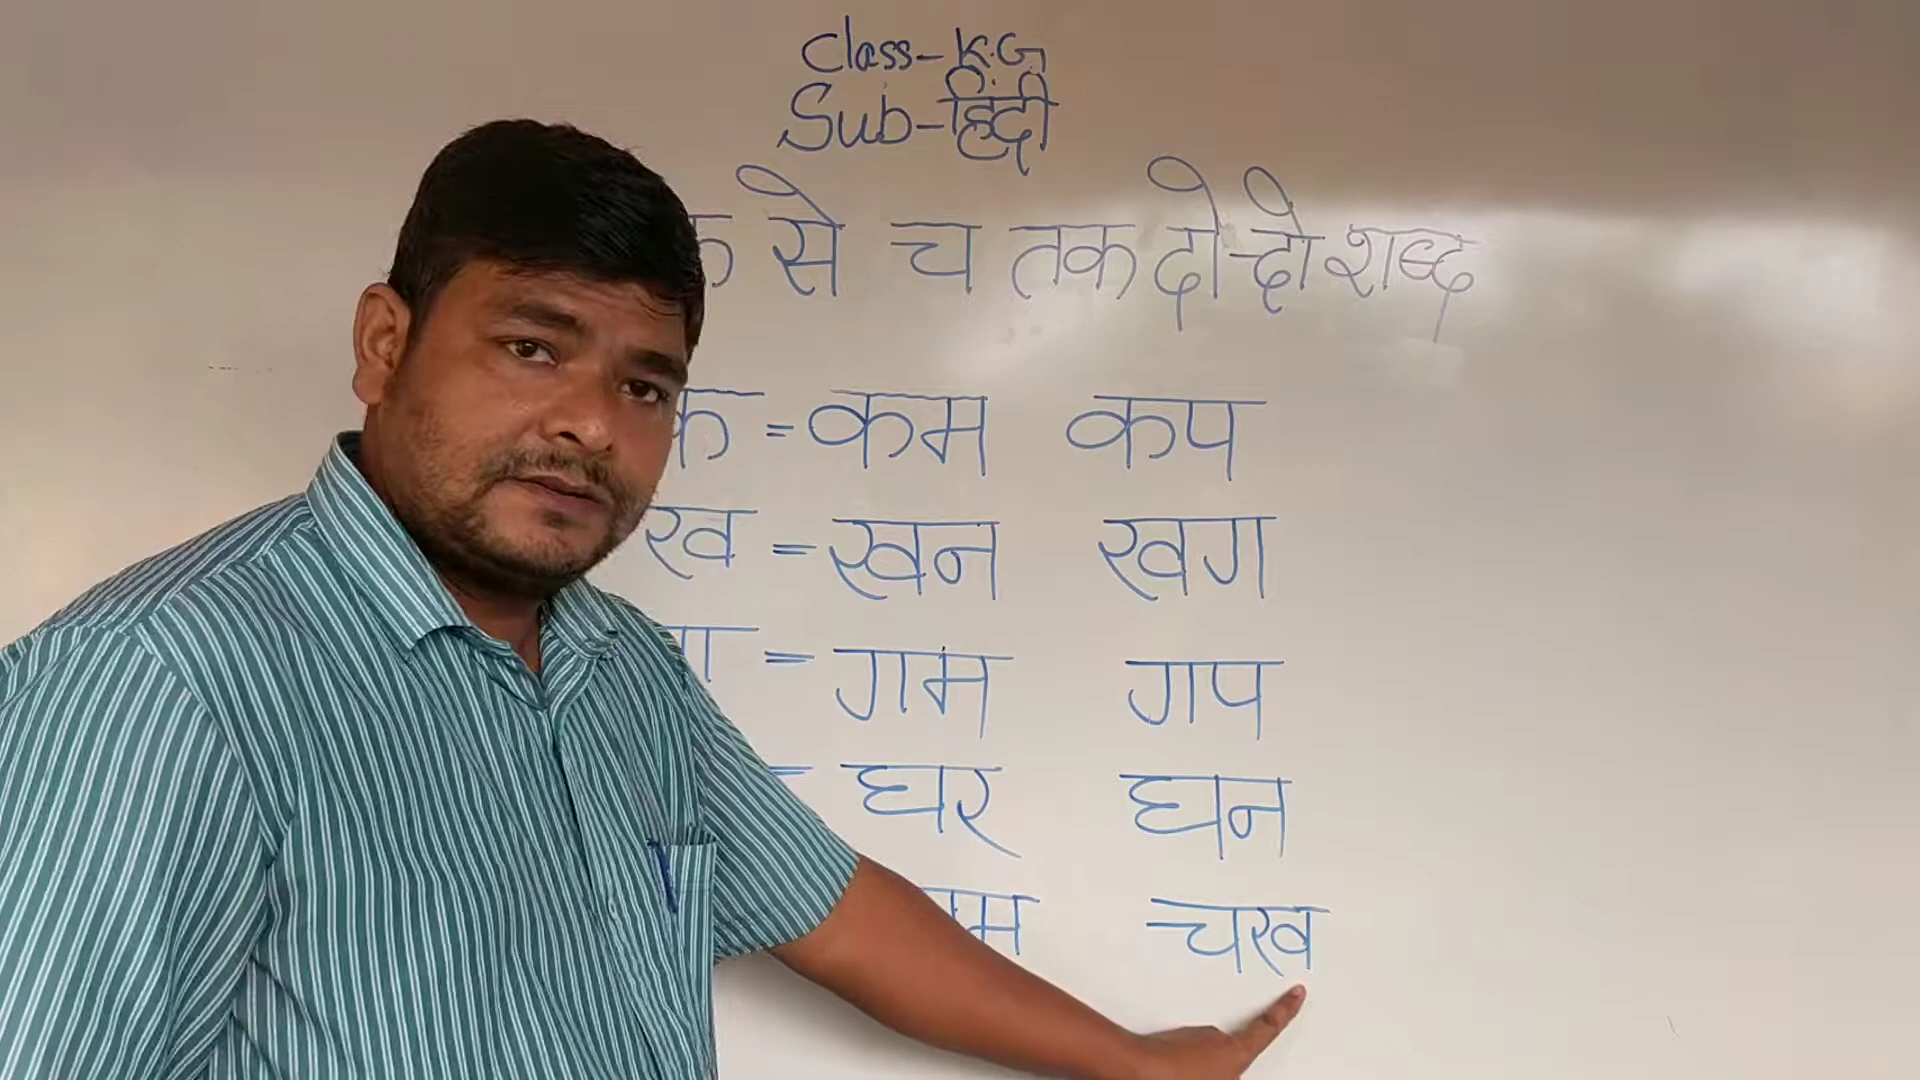 Class-K.G
Sub-हिंदी
क से च तक दो-दो शब्द
क = कम कप
ख = खन खग
ग = गम गप
= घर घन
चख